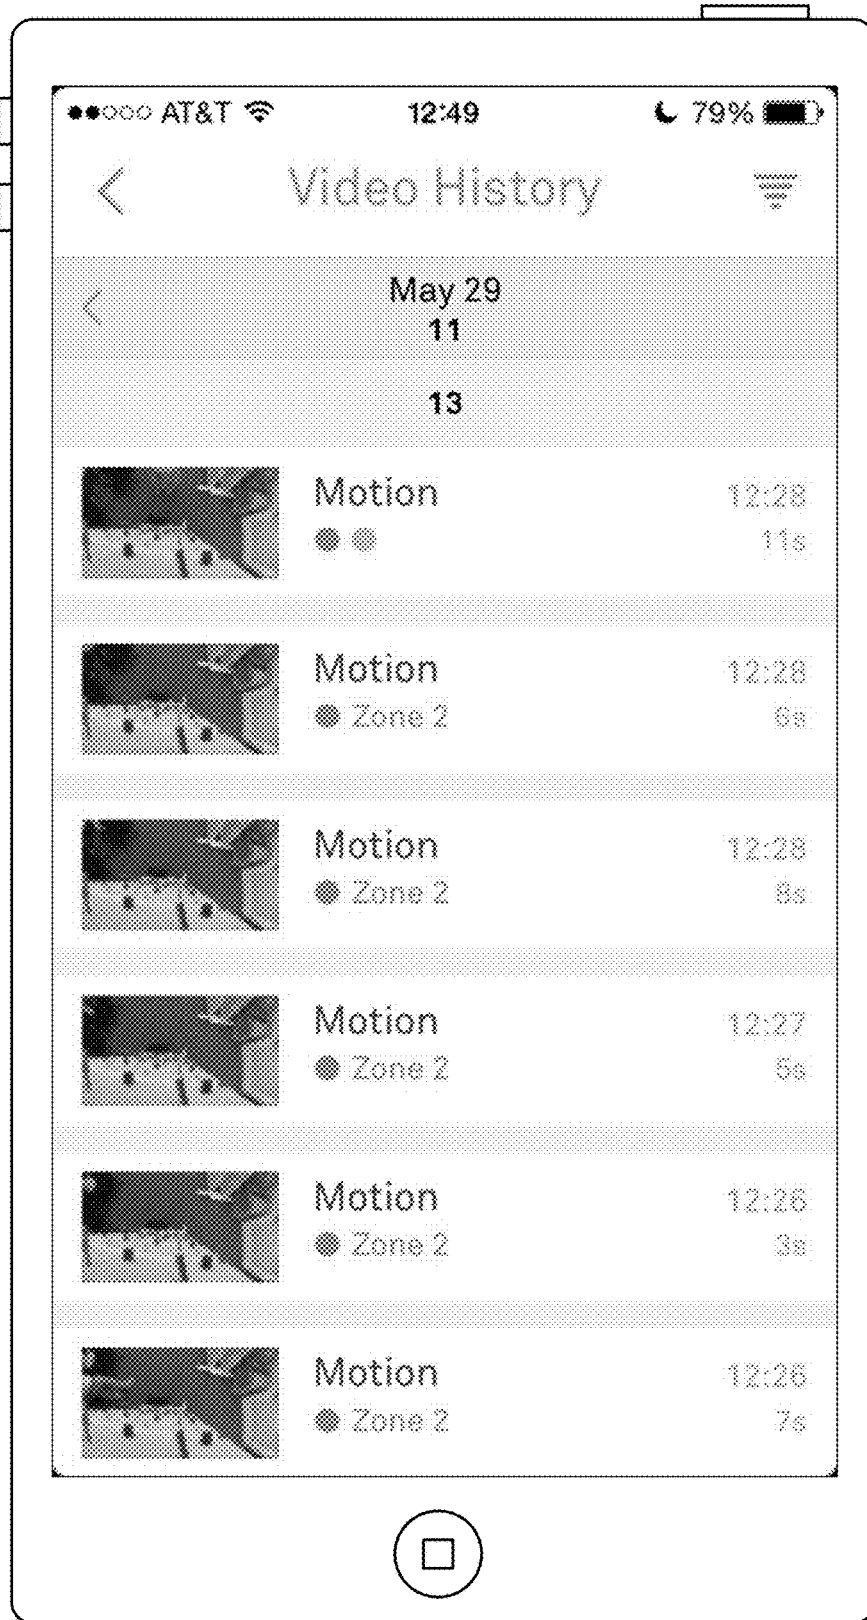 AT&T 12:49 79%
Video History
May 29
11
13
Motion 12:28
11s
Motion 12:28
Zone 2 6s
Motion 12:28
Zone 2 8s
Motion 12:27
Zone 2 5s
Motion 12:26
Zone 2 3s
Motion 12:26
Zone 2 7s